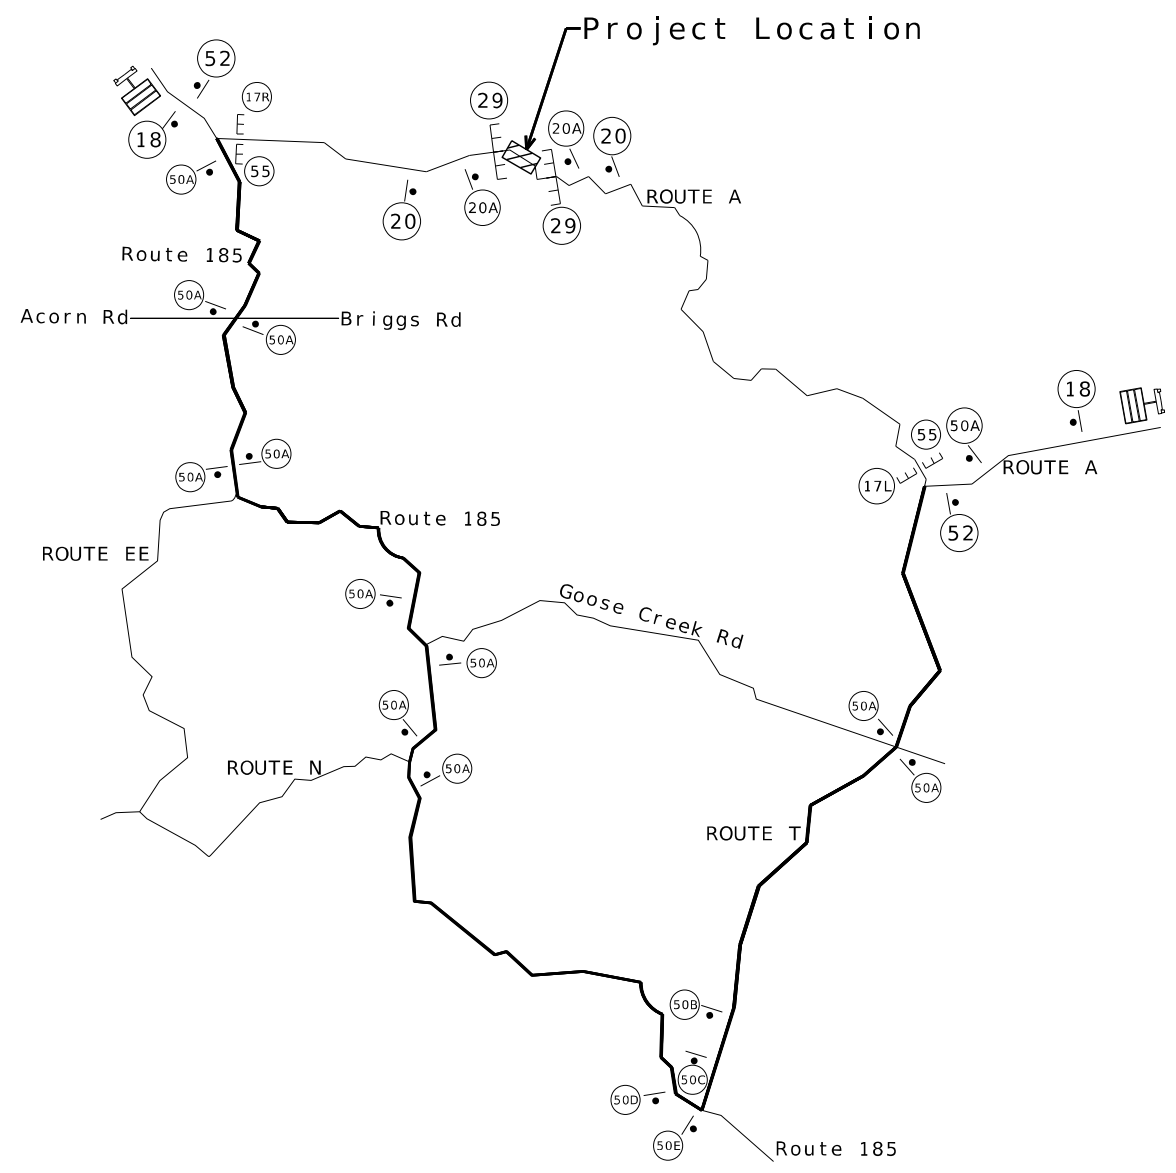 Project Location
52
17R
29
20A
20
18
50A
55
20
20A
29
ROUTE A
Route 185
50A
Acorn Rd
Briggs Rd
50A
18
50A
55
50A
50A
17L
ROUTE A
52
Route 185
ROUTE EE
50A
Goose Creek Rd
50A
50A
50A
ROUTE N
50A
50A
ROUTE T
50B
50C
50D
50E
Route 185